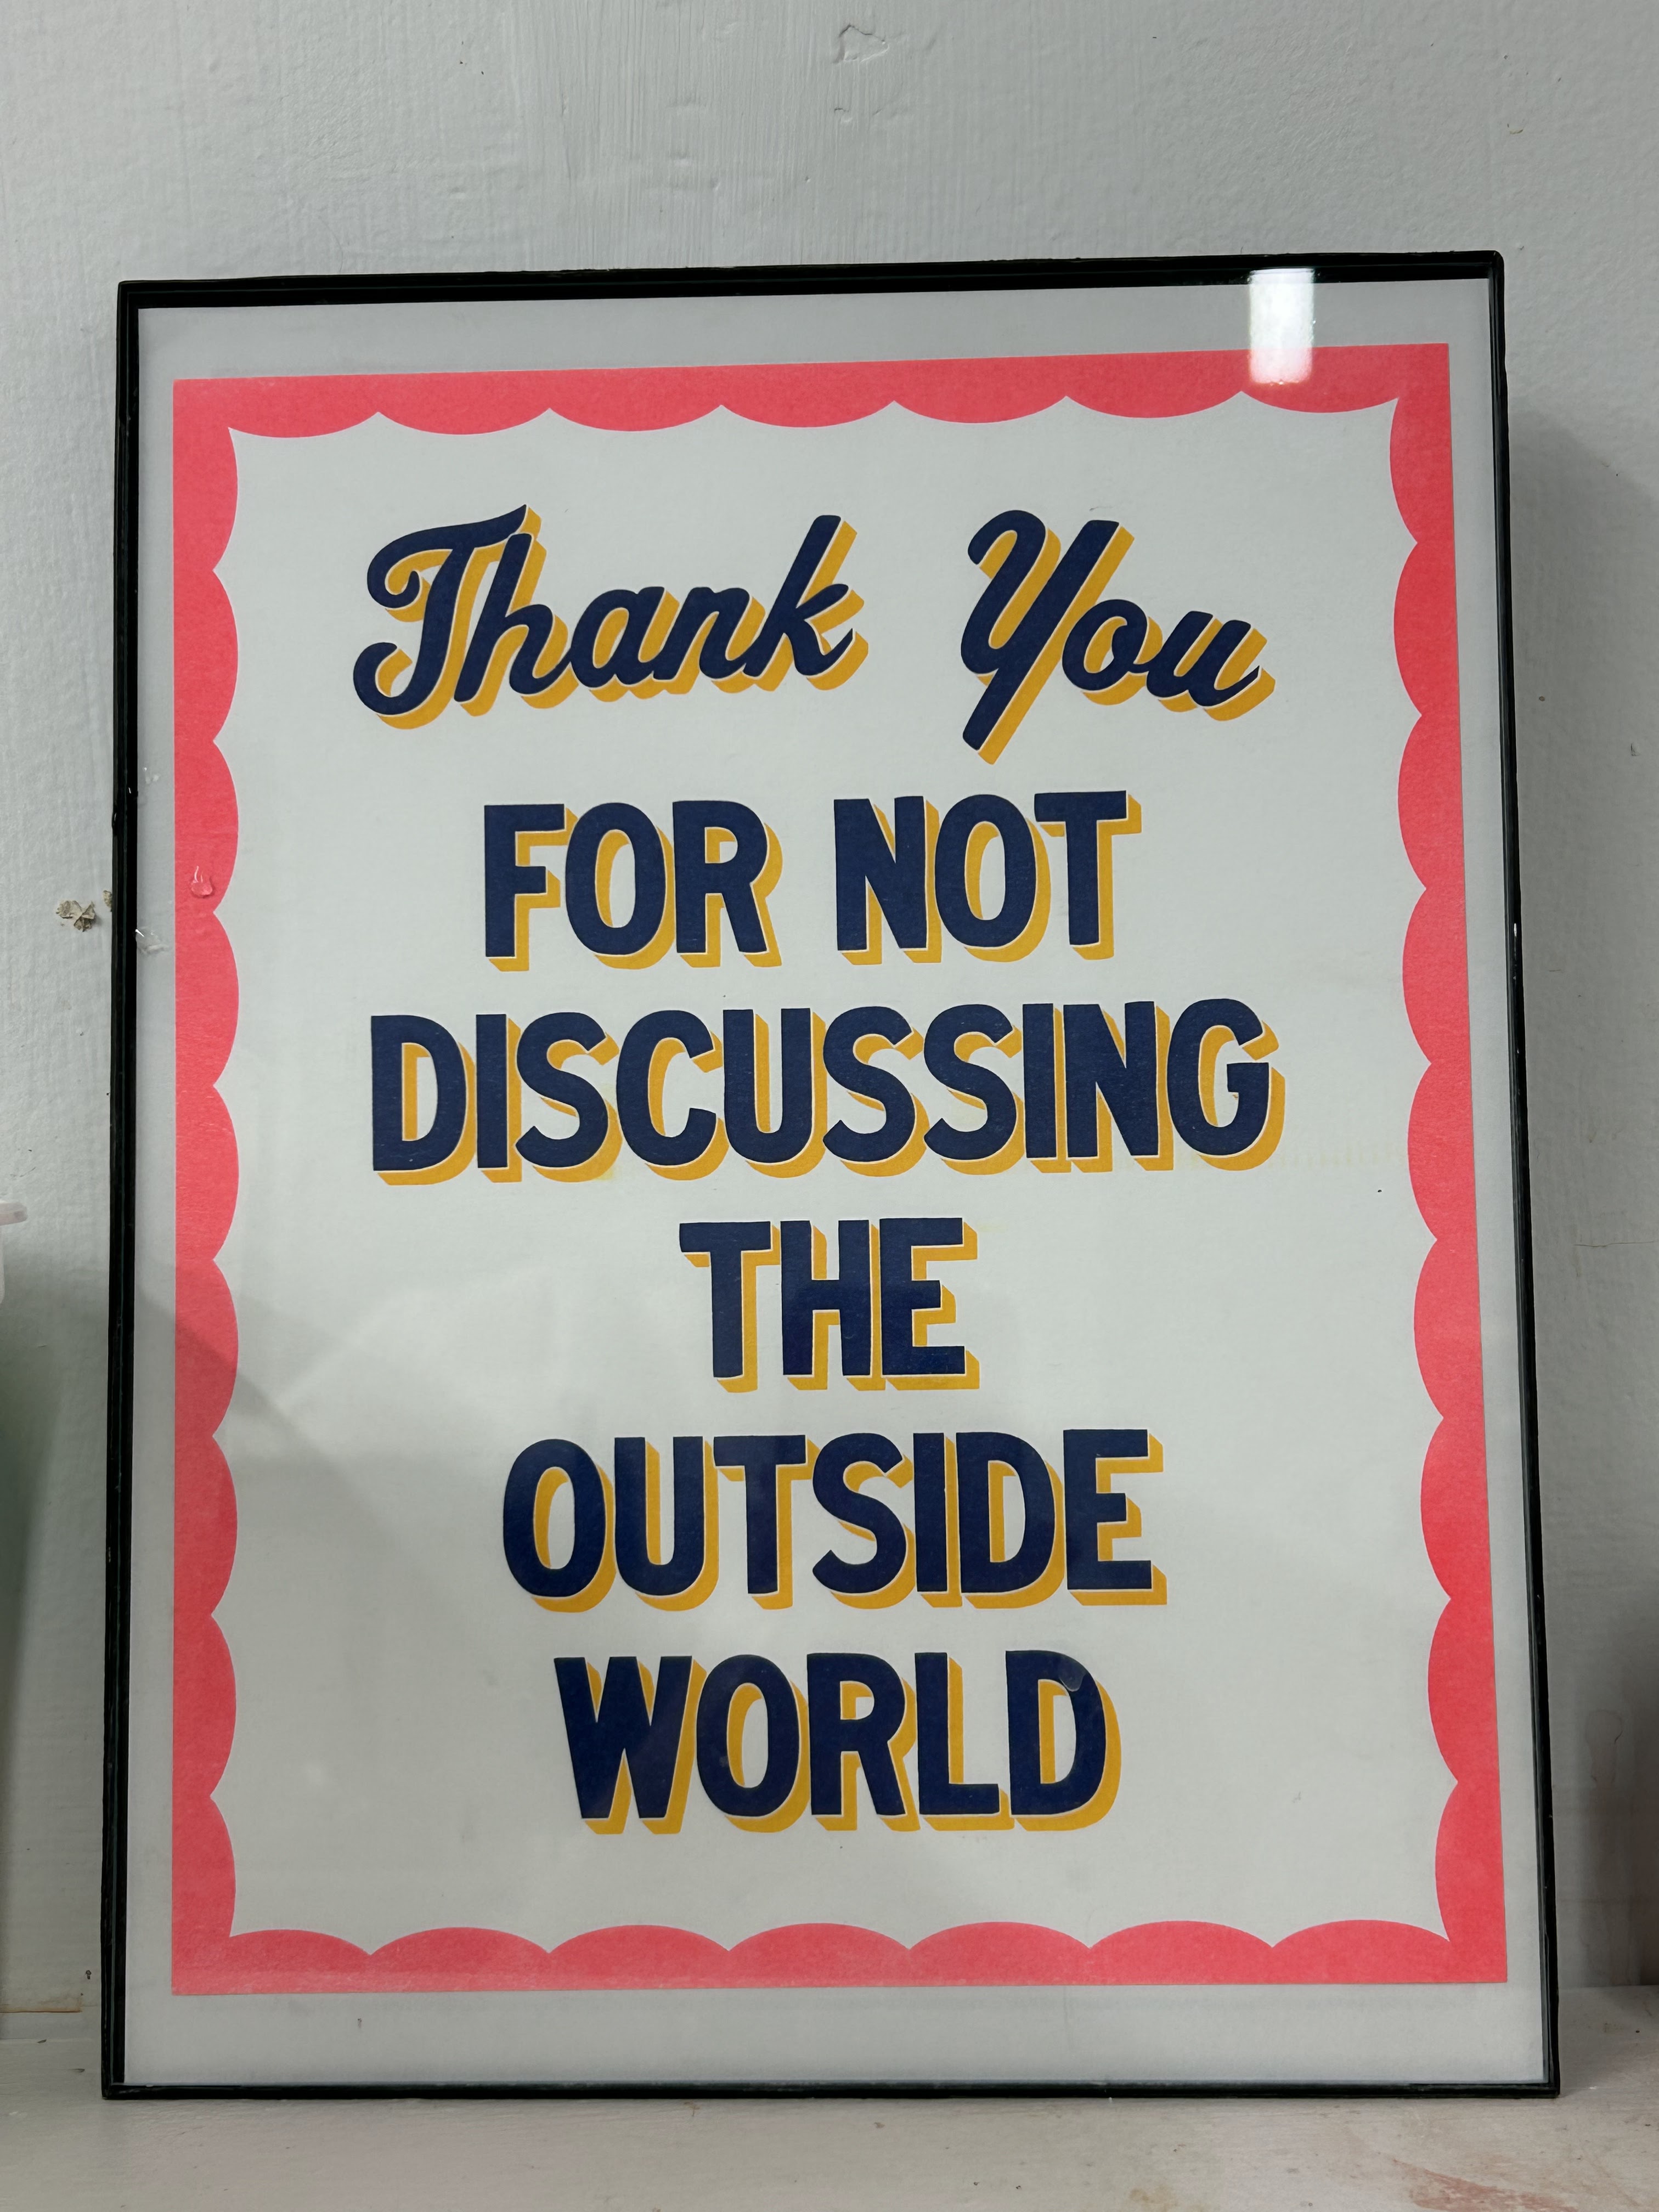 Thank You
FOR NOT
DISCUSSING
THE
OUTSIDE
WORLD